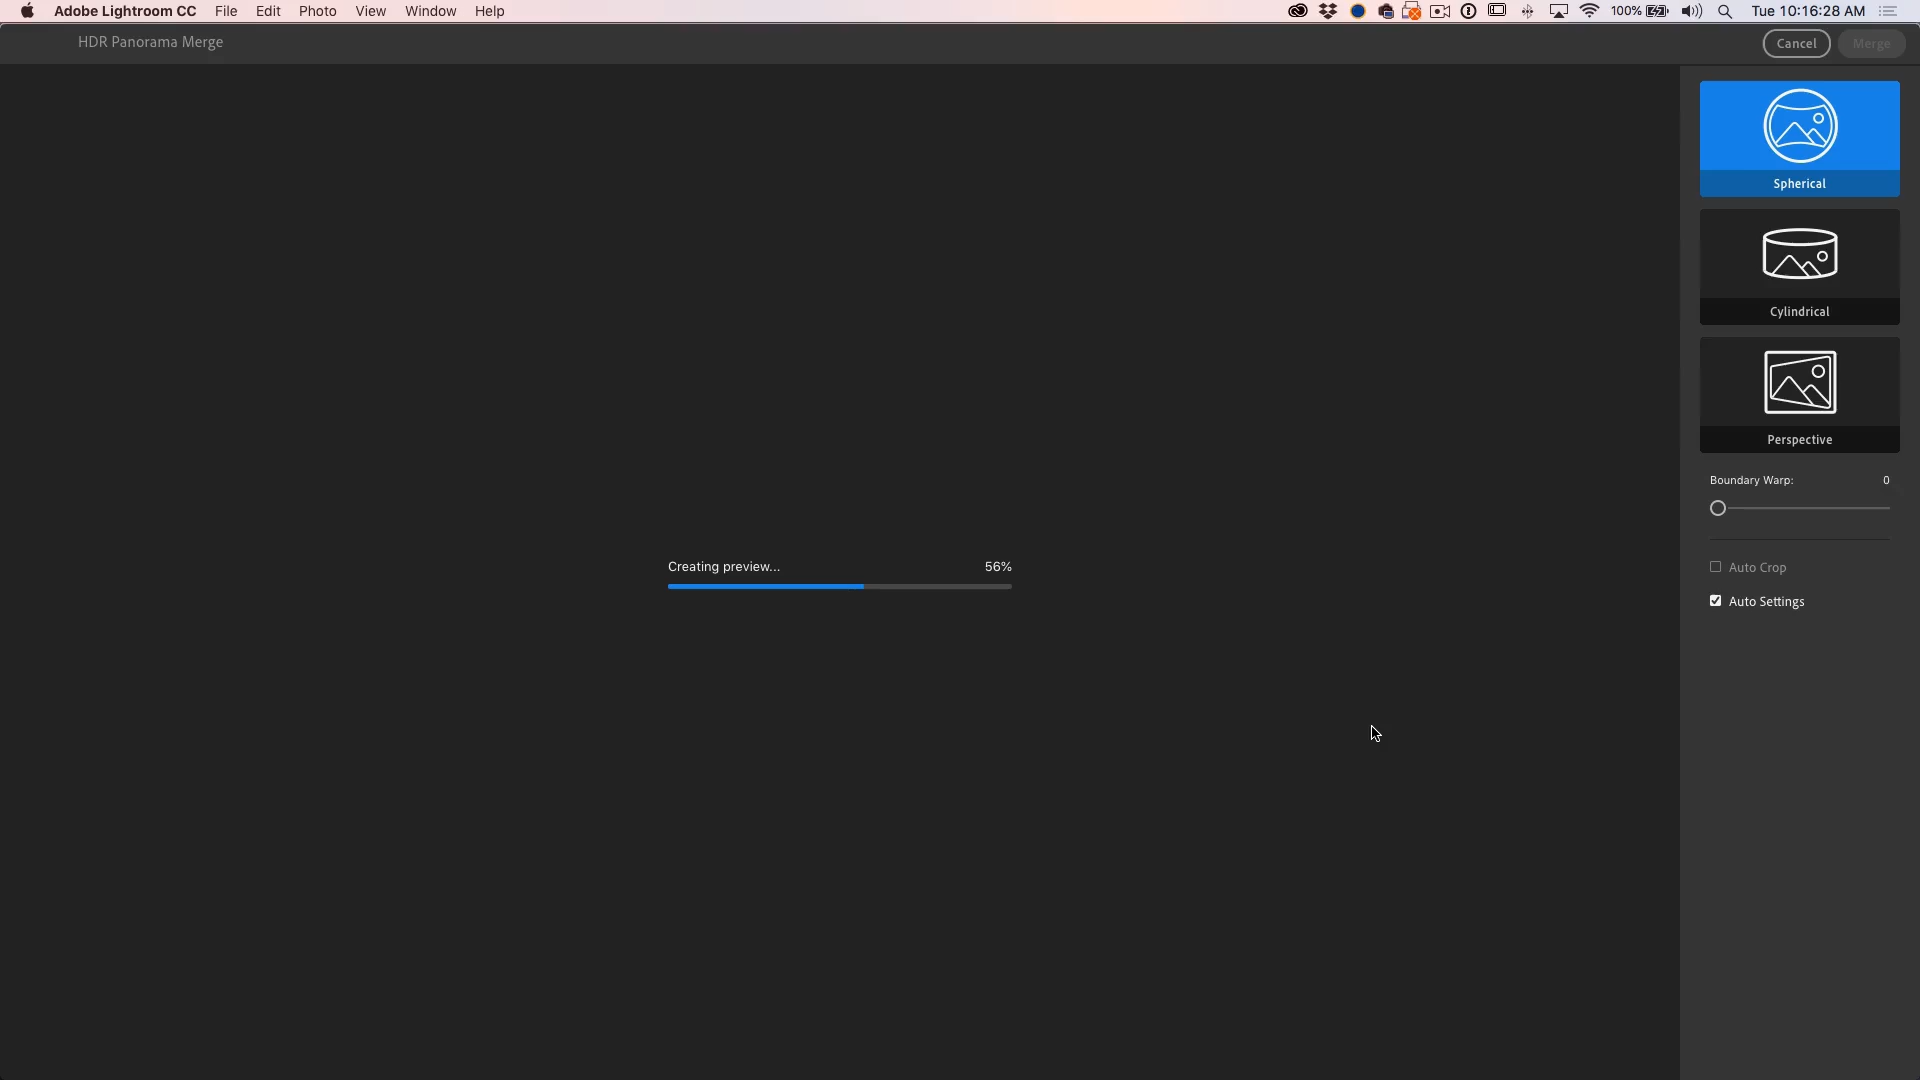 Adobe Lightroom CC File Edit Photo View Window Help 100% Tue 10:16:28 AM
HDR Panorama Merge Cancel Merge
Spherical
Cylindrical
Perspective
Boundary Warp: 0
Creating preview... 56%
Auto Crop
Auto Settings